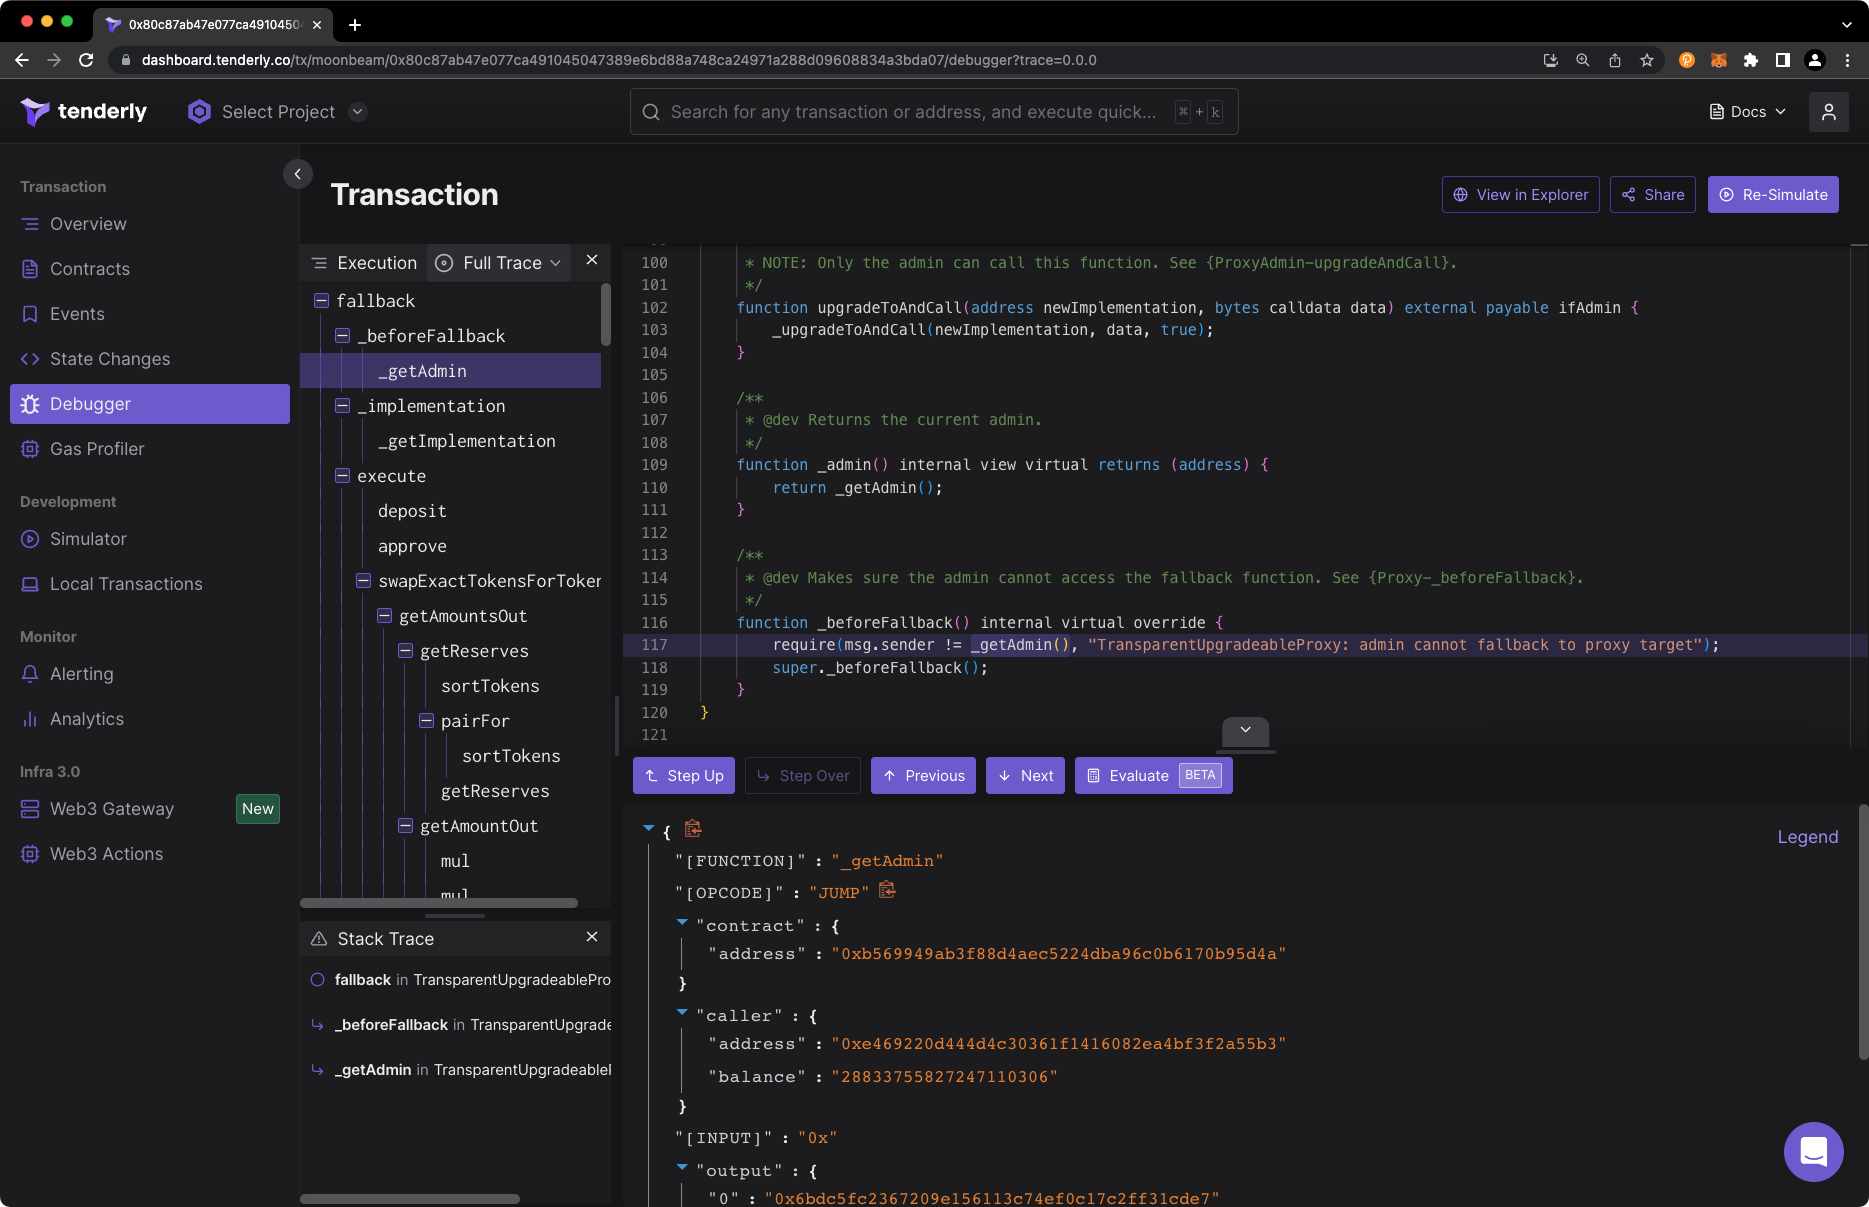 0x80c87ab47e077ca4910450
dashboard.tenderly.co/tx/moonbeam/0x80c87ab47e077ca491045047389e6bd88a748ca24971a288d09608834a3bda07/debugger?trace=0.0.0
tenderly
Select Project
Search for any transaction or address, and execute quick...
⌘ + k
Docs
Transaction
Overview
Contracts
Events
State Changes
Debugger
Gas Profiler
Development
Simulator
Local Transactions
Monitor
Alerting
Analytics
Infra 3.0
Web3 Gateway
New
Web3 Actions
Transaction
View in Explorer
Share
Re-Simulate
Execution
Full Trace
fallback
_beforeFallback
_getAdmin
_implementation
_getImplementation
execute
deposit
approve
swapExactTokensForToken
getAmountsOut
getReserves
sortTokens
pairFor
sortTokens
getReserves
getAmountOut
mul
mul
Stack Trace
fallback in TransparentUpgradeablePro
_beforeFallback in TransparentUpgrade
_getAdmin in TransparentUpgradeable
100 * NOTE: Only the admin can call this function. See {ProxyAdmin-upgradeAndCall}.
101 */
102 function upgradeToAndCall(address newImplementation, bytes calldata data) external payable ifAdmin {
103 _upgradeToAndCall(newImplementation, data, true);
104 }
105
106 /**
107 * @dev Returns the current admin.
108 */
109 function _admin() internal view virtual returns (address) {
110 return _getAdmin();
111 }
112
113 /**
114 * @dev Makes sure the admin cannot access the fallback function. See {Proxy-_beforeFallback}.
115 */
116 function _beforeFallback() internal virtual override {
117 require(msg.sender != _getAdmin(), "TransparentUpgradeableProxy: admin cannot fallback to proxy target");
118 super._beforeFallback();
119 }
120 }
121
Step Up
Step Over
Previous
Next
Evaluate BETA
Legend
{
"[FUNCTION]" : "_getAdmin"
"[OPCODE]" : "JUMP"
"contract" : {
"address" : "0xb569949ab3f88d4aec5224dba96c0b6170b95d4a"
}
"caller" : {
"address" : "0xe469220d444d4c30361f1416082ea4bf3f2a55b3"
"balance" : "28833755827247110306"
}
"[INPUT]" : "0x"
"output" : {
"0" : "0x6bdc5fc2367209e156113c74ef0c17c2ff31cde7"